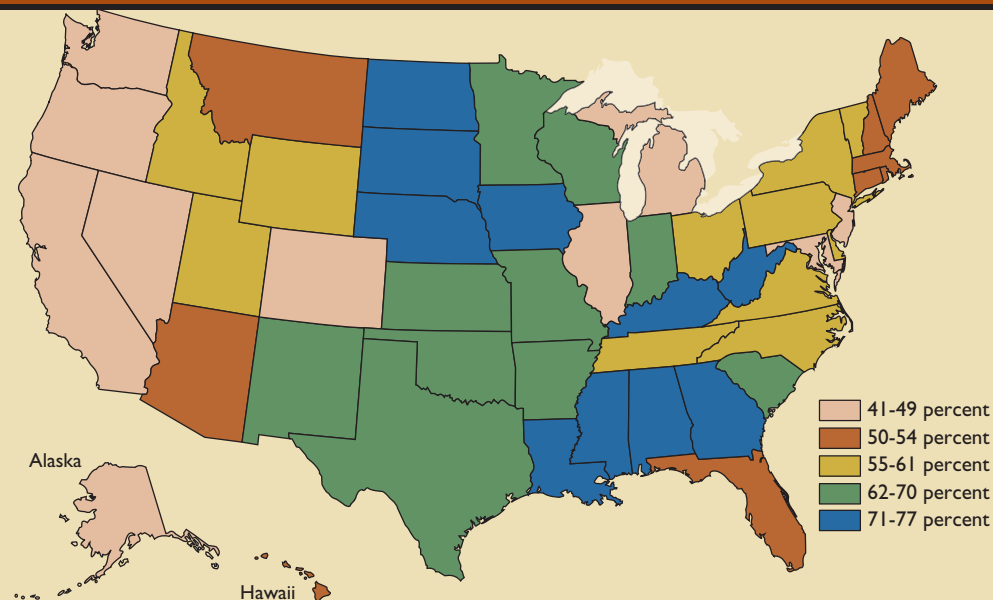 41-49 percent
50-54 percent
55-61 percent
62-70 percent
71-77 percent
Alaska
Hawaii